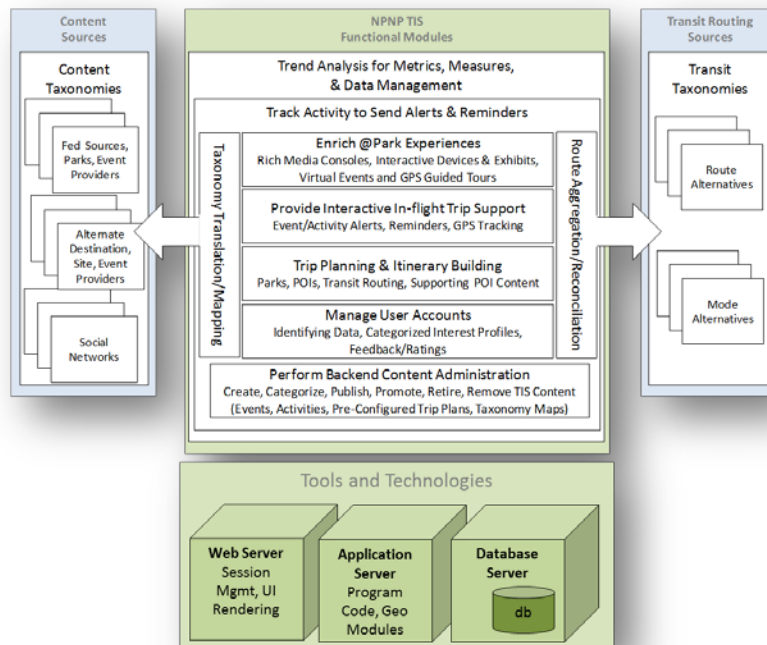 Content
Sources
Content
Taxonomies
Fed Sources,
Parks, Event
Providers
Alternate
Destination,
Site, Event
Providers
Social
Networks
NPNP TIS
Functional Modules
Trend Analysis for Metrics, Measures,
& Data Management
Track Activity to Send Alerts & Reminders
Taxonomy Translation/Mapping
Enrich @Park Experiences
Rich Media Consoles, Interactive Devices & Exhibits,
Virtual Events and GPS Guided Tours
Provide Interactive In-flight Trip Support
Event/Activity Alerts, Reminders, GPS Tracking
Trip Planning & Itinerary Building
Parks, POIs, Transit Routing, Supporting POI Content
Manage User Accounts
Identifying Data, Categorized Interest Profiles,
Feedback/Ratings
Route Aggregation/Reconciliation
Perform Backend Content Administration
Create, Categorize, Publish, Promote, Retire, Remove TIS Content
(Events, Activities, Pre-Configured Trip Plans, Taxonomy Maps)
Transit Routing
Sources
Transit
Taxonomies
Route
Alternatives
Mode
Alternatives
Tools and Technologies
Web Server
Session
Mgmt, UI
Rendering
Application
Server
Program
Code, Geo
Modules
Database
Server
db